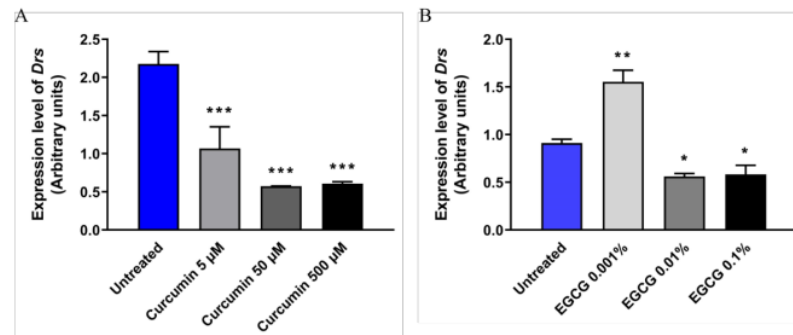 A
Expression level of Drs
(Arbitrary units)
2.5
2.0
1.5
1.0
0.5
0.0
***
***
***
Untreated
Curcumin 5 µM
Curcumin 50 µM
Curcumin 500 µM
B
Expression level of Drs
(Arbitrary units)
2.0
1.5
1.0
0.5
0.0
**
*
*
Untreated
EGCG 0.001%
EGCG 0.01%
EGCG 0.1%